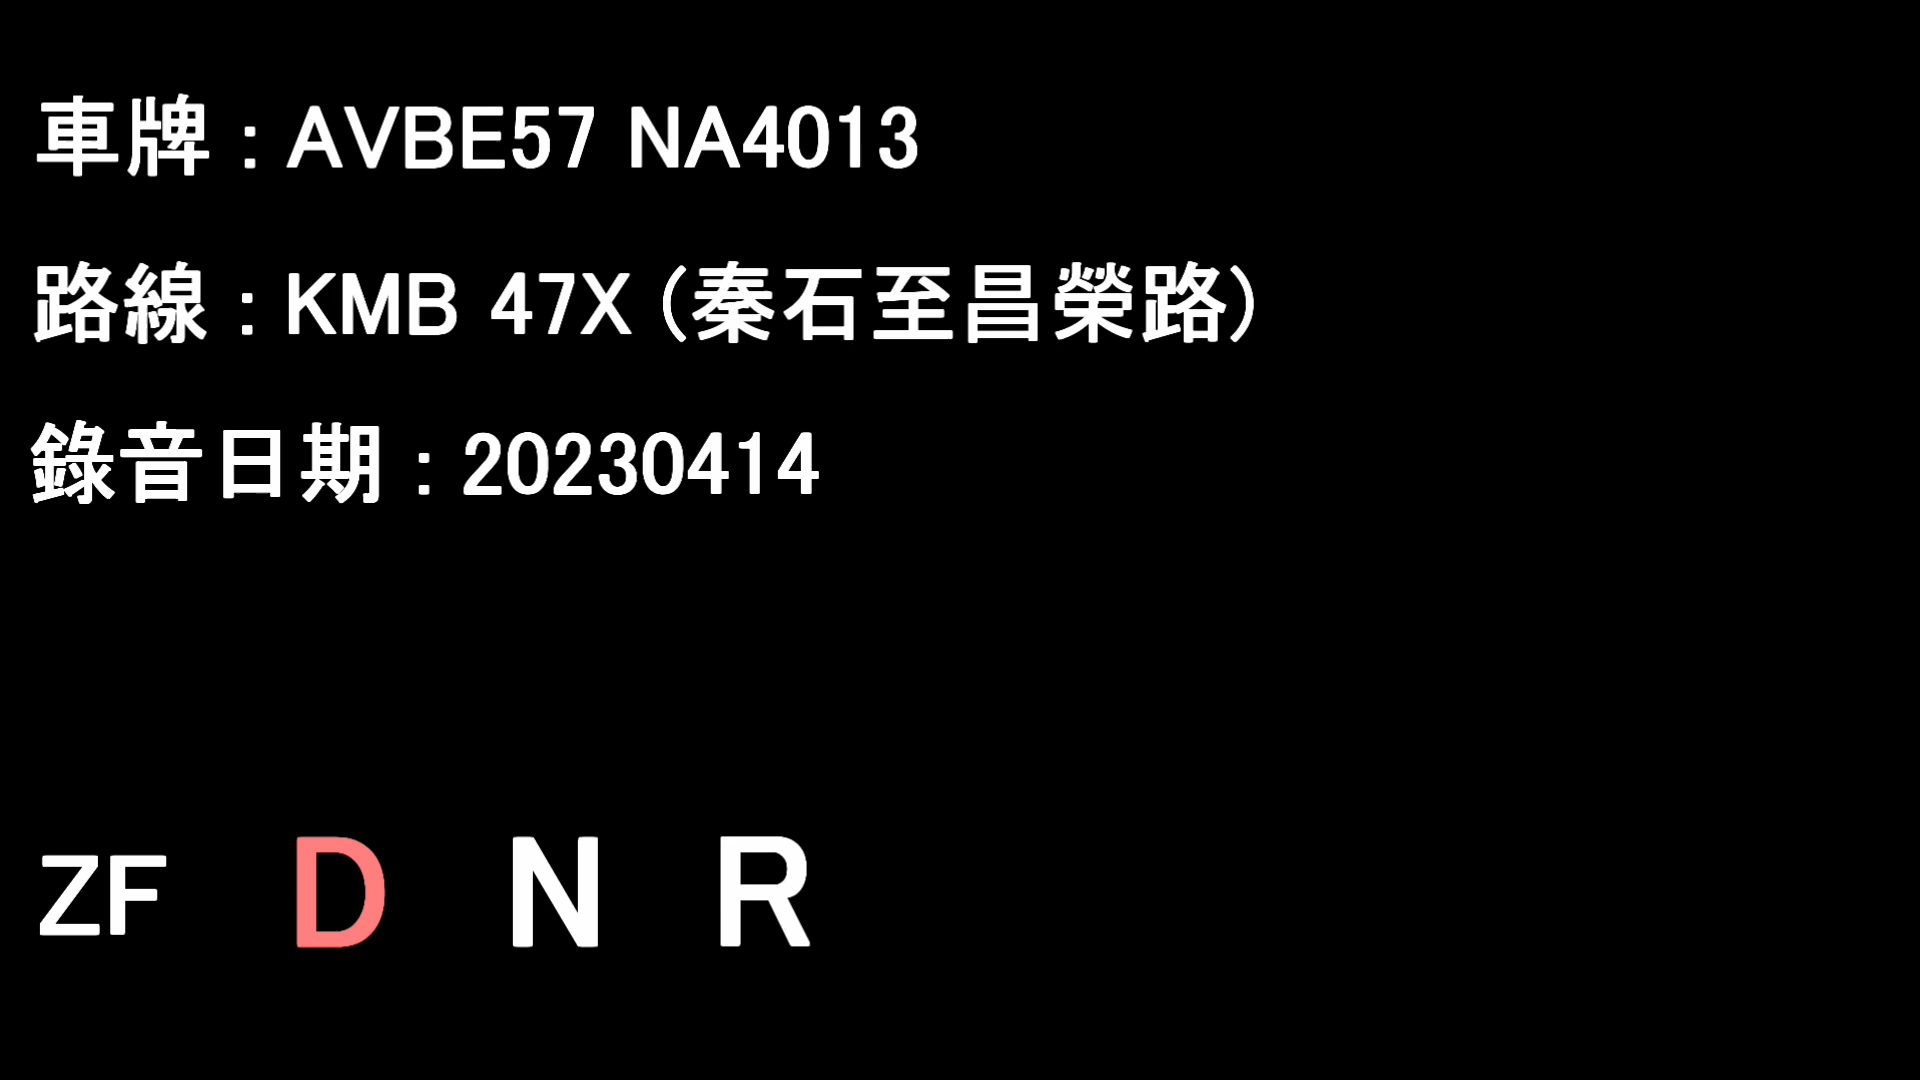 車牌 : AVBE57 NA4013
路線 : KMB 47X (秦石至昌榮路)
錄音日期 : 20230414
ZF D N R